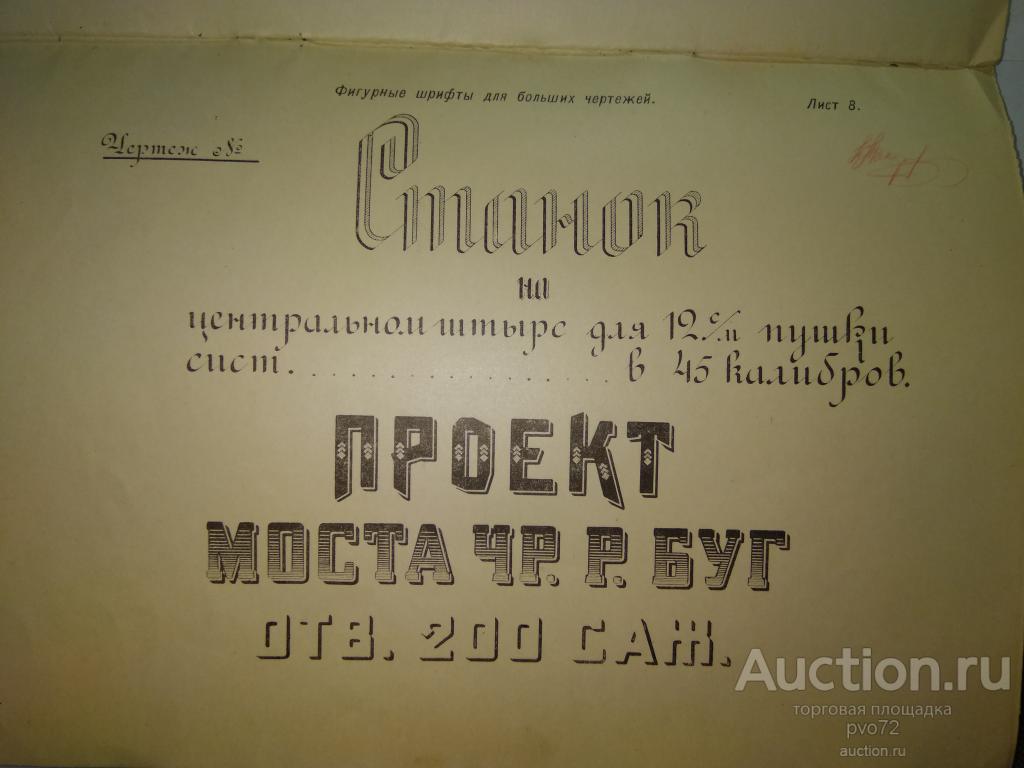 Фигурные шрифты для больших чертежей.
Лист 8.
Чертеж №
Станок
на
центральном штыре для 12 с/м пушки
сист. . . . . . . . . . . . . . . . . . . в 45 калибров.
ПРОЕКТ
МОСТА ЧР. Р. БУГ
ОТВ. 200 САЖ.
Auction.ru
торговая площадка
pvo72
auction.ru